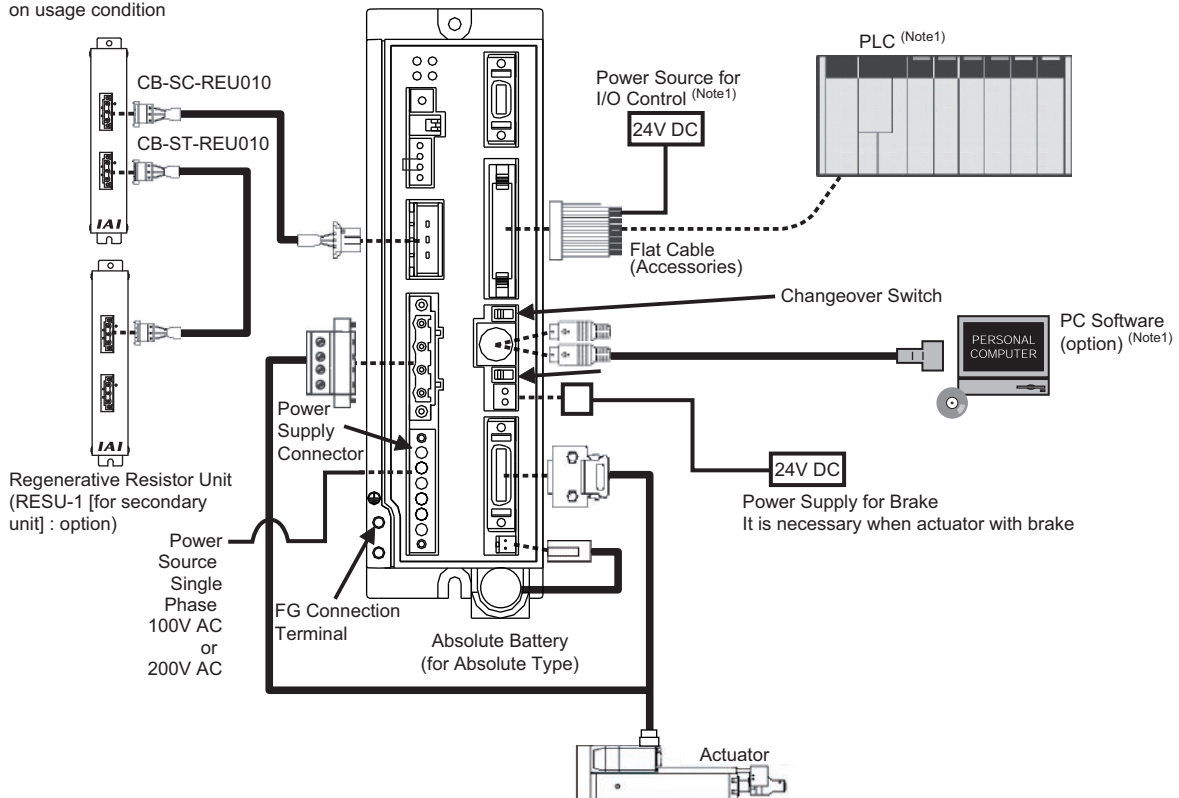 on usage condition
CB-SC-REU010
CB-ST-REU010
IAI
IAI
Regenerative Resistor Unit
(RESU-1 [for secondary
unit] : option)
Power
Source
Single
Phase
100V AC
or
200V AC
Power
Supply
Connector
FG Connection
Terminal
Absolute Battery
(for Absolute Type)
Power Source for
I/O Control (Note1)
24V DC
PLC (Note1)
Flat Cable
(Accessories)
Changeover Switch
PERSONAL
COMPUTER
PC Software
(option) (Note1)
24V DC
Power Supply for Brake
It is necessary when actuator with brake
Actuator